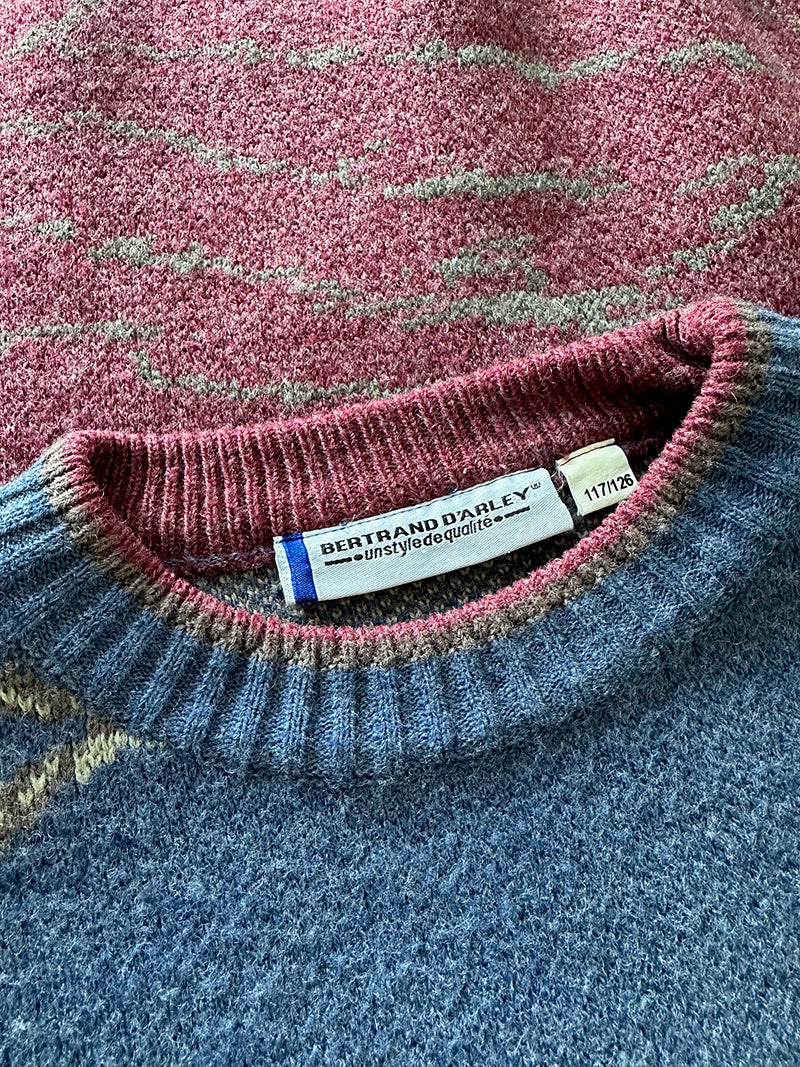 BERTRAND D'ARLEY
unstyledequalité
117/126